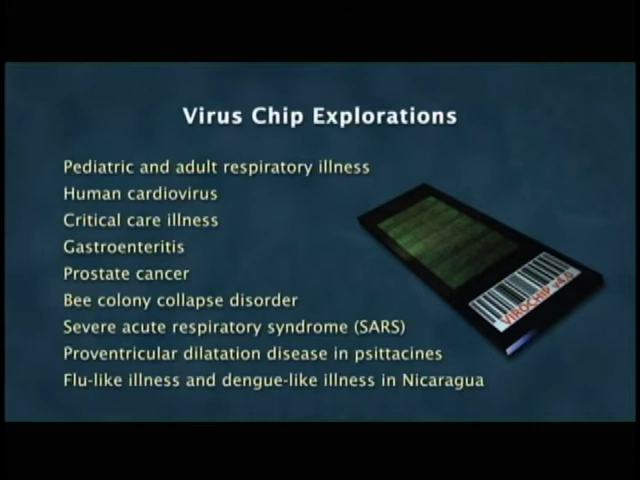 Virus Chip Explorations
Pediatric and adult respiratory illness
Human cardiovirus
Critical care illness
Gastroenteritis
Prostate cancer
Bee colony collapse disorder
Severe acute respiratory syndrome (SARS)
Proventricular dilatation disease in psittacines
Flu-like illness and dengue-like illness in Nicaragua
VIROCHIP v4.0